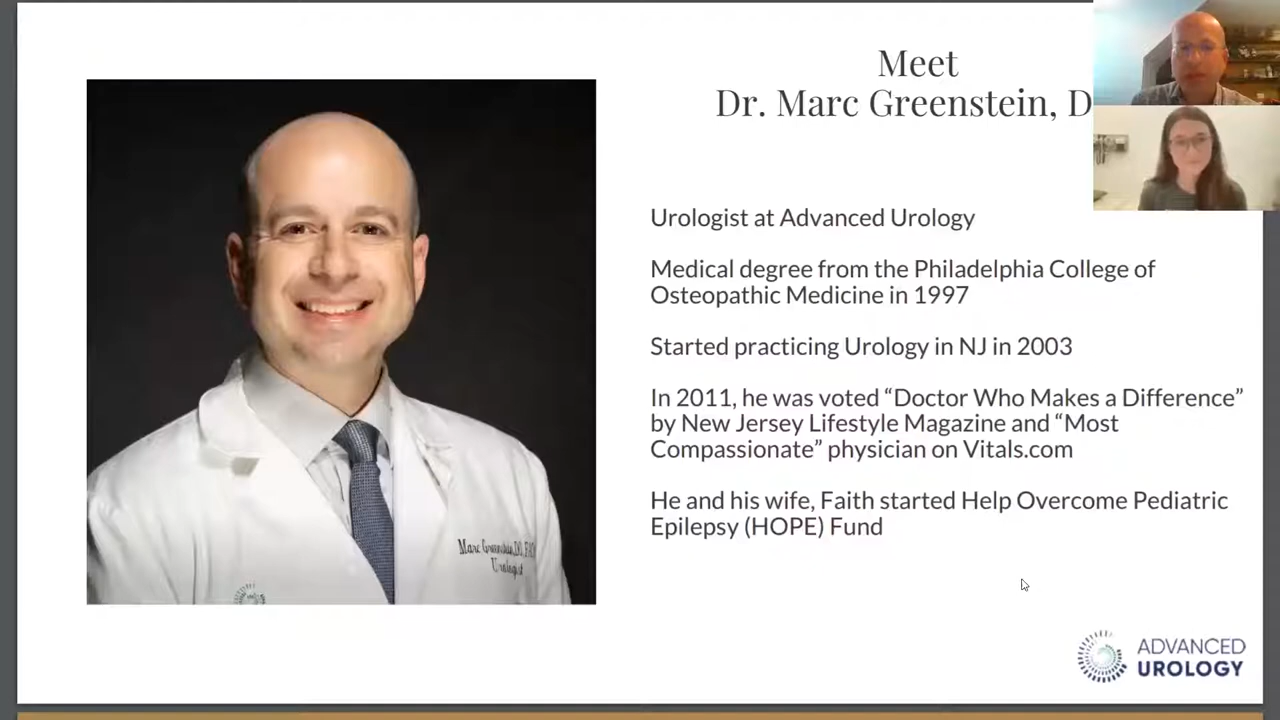 Meet
Dr. Marc Greenstein, D
Urologist at Advanced Urology
Medical degree from the Philadelphia College of
Osteopathic Medicine in 1997
Started practicing Urology in NJ in 2003
In 2011, he was voted “Doctor Who Makes a Difference”
by New Jersey Lifestyle Magazine and “Most
Compassionate” physician on Vitals.com
He and his wife, Faith started Help Overcome Pediatric
Epilepsy (HOPE) Fund
Marc Greenstein, DO,
Urologist
ADVANCED
UROLOGY